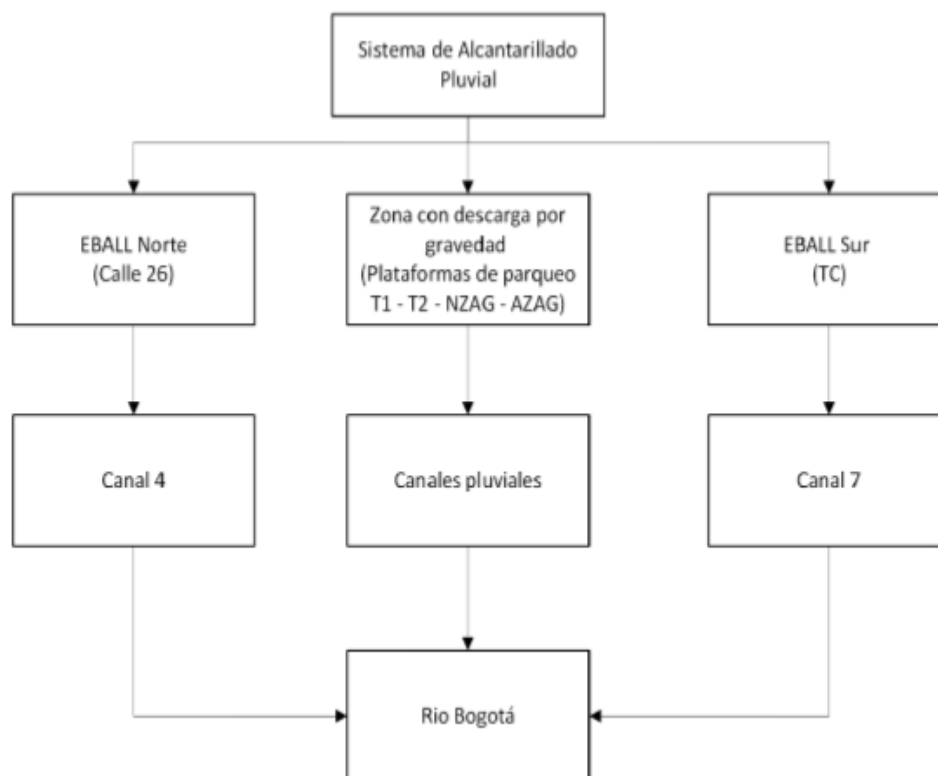 Sistema de Alcantarillado
Pluvial
EBALL Norte
(Calle 26)
Zona con descarga por
gravedad
(Plataformas de parqueo
T1 - T2 - NZAG - AZAG)
EBALL Sur
(TC)
Canal 4
Canales pluviales
Canal 7
Rio Bogotá